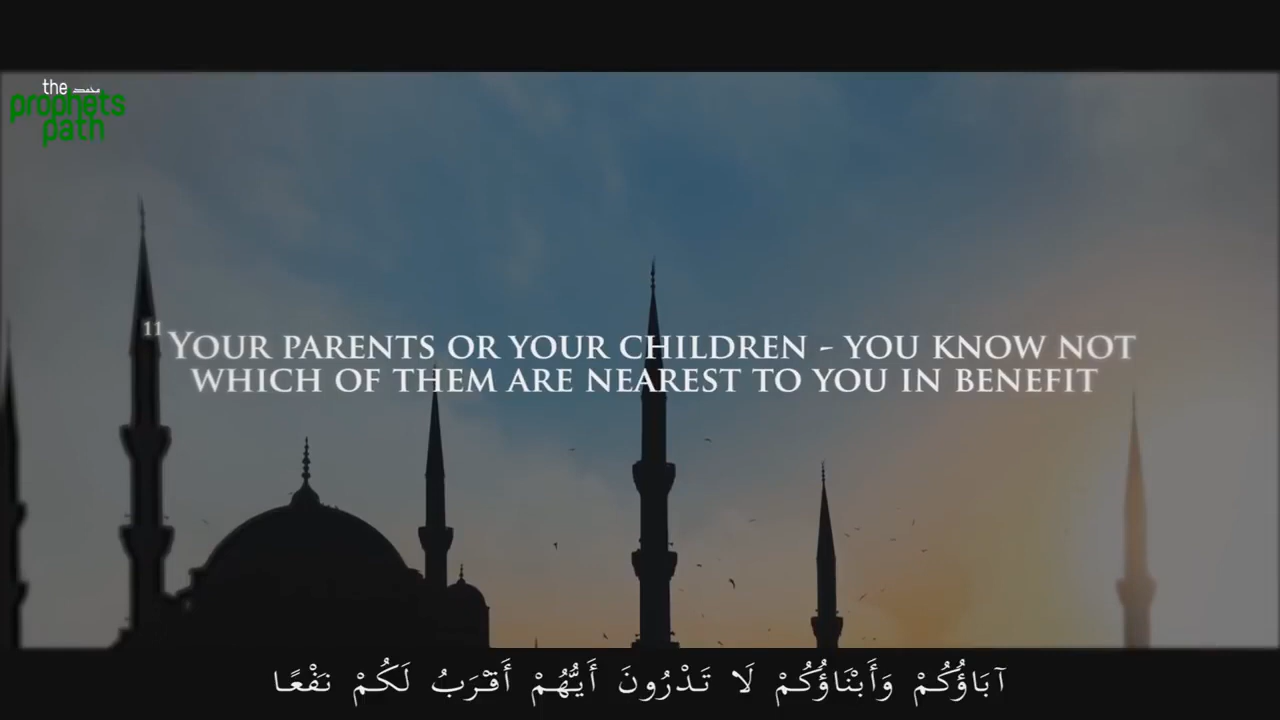 the محمد
prophets
path
11 YOUR PARENTS OR YOUR CHILDREN - YOU KNOW NOT
WHICH OF THEM ARE NEAREST TO YOU IN BENEFIT
آبَاؤُكُمْ وَأَبْنَاؤُكُمْ لَا تَدْرُونَ أَيُّهُمْ أَقْرَبُ لَكُمْ نَفْعًا